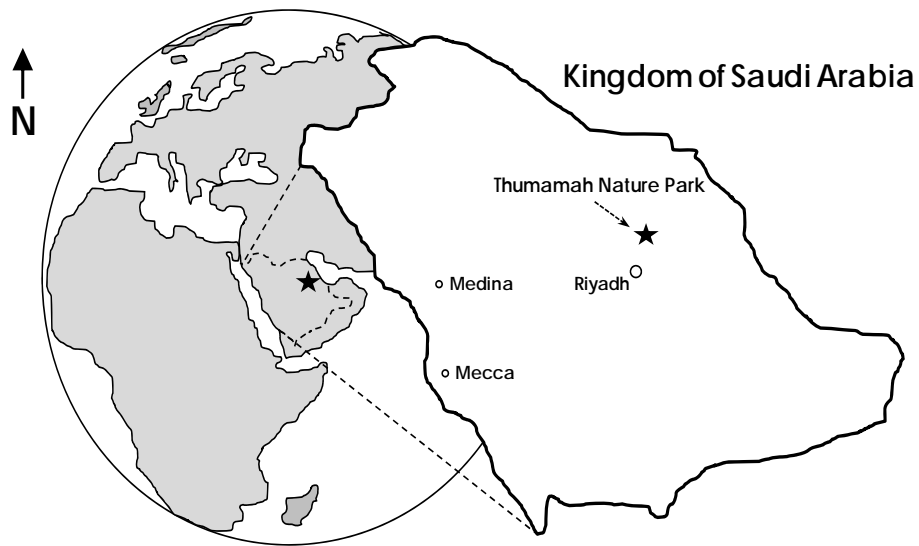 N
Kingdom of Saudi Arabia
Thumamah Nature Park
Riyadh
Medina
Mecca